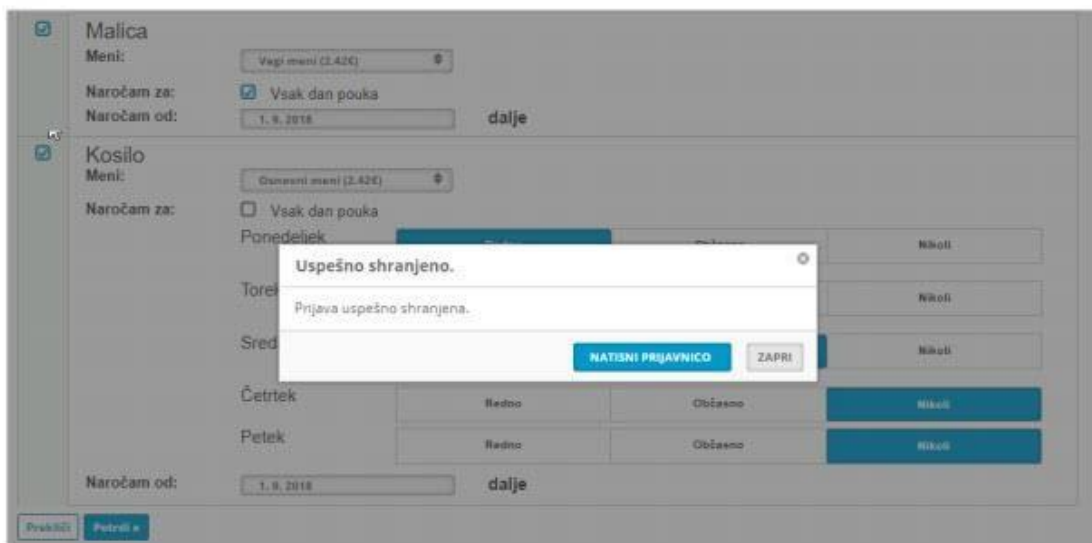 Malica
Meni: Vegi meni (2.42€)
Naročam za: Vsak dan pouka
Naročam od: 1. 9. 2018 dalje
Kosilo
Meni: Osnovni meni (2.42€)
Naročam za: Vsak dan pouka
Ponedeljek Nikoli
Uspešno shranjeno.
Nikoli
Prijava uspešno shranjena.
Nikoli
NATISNI PRIJAVNICO ZAPRI
Četrtek Redno Občasno Nikoli
Petek Redno Občasno Nikoli
Naročam od: 1. 9. 2018 dalje
Prekliči Potrdi »